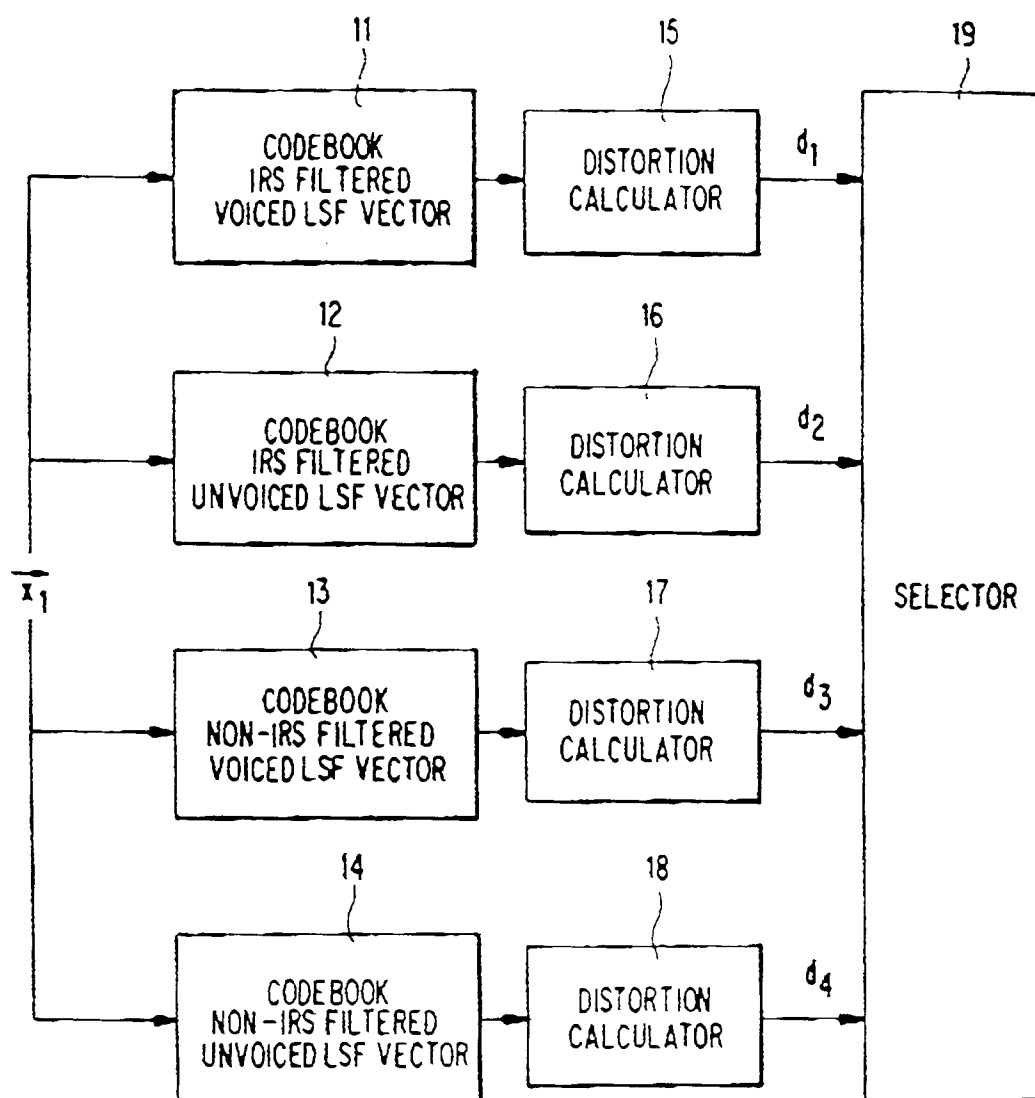 11
15
19
CODEBOOK
IRS FILTERED
VOICED LSF VECTOR
DISTORTION
CALCULATOR
d1
12
16
CODEBOOK
IRS FILTERED
UNVOICED LSF VECTOR
DISTORTION
CALCULATOR
d2
x1
13
17
SELECTOR
CODEBOOK
NON-IRS FILTERED
VOICED LSF VECTOR
DISTORTION
CALCULATOR
d3
14
18
CODEBOOK
NON-IRS FILTERED
UNVOICED LSF VECTOR
DISTORTION
CALCULATOR
d4